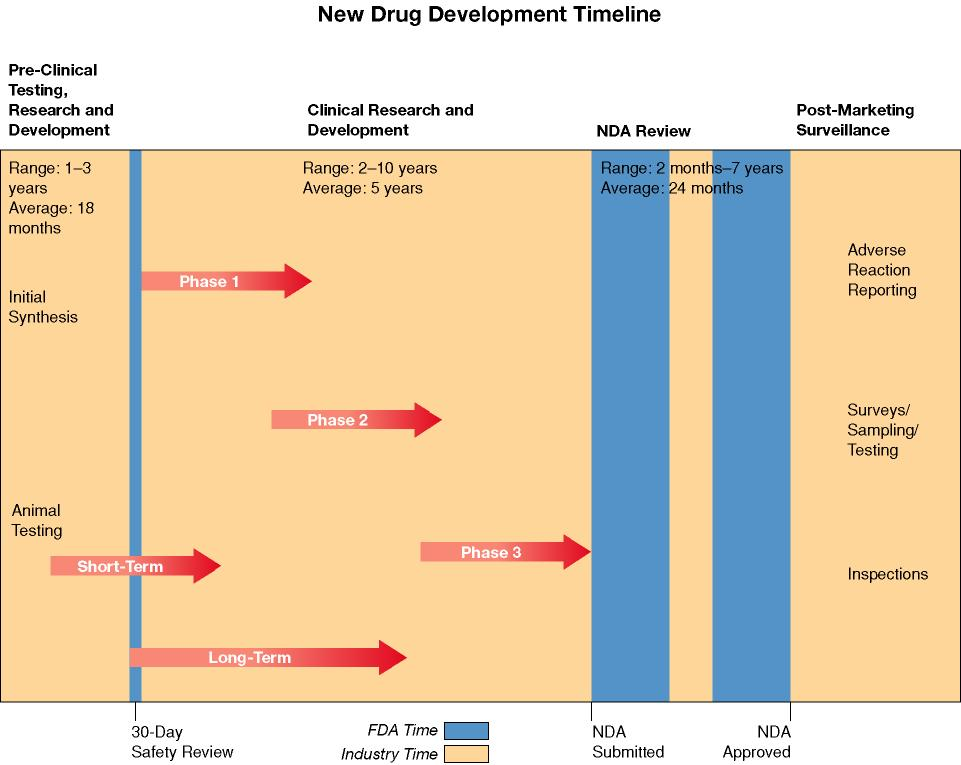 New Drug Development Timeline
Pre-Clinical
Testing,
Research and
Development
Clinical Research and
Development
NDA Review
Post-Marketing
Surveillance
Range: 1–3
years
Average: 18
months
Range: 2–10 years
Average: 5 years
Range: 2 months–7 years
Average: 24 months
Initial
Synthesis
Phase 1
Adverse
Reaction
Reporting
Phase 2
Surveys/
Sampling/
Testing
Animal
Testing
Short-Term
Phase 3
Inspections
Long-Term
30-Day
Safety Review
FDA Time
Industry Time
NDA
Submitted
NDA
Approved